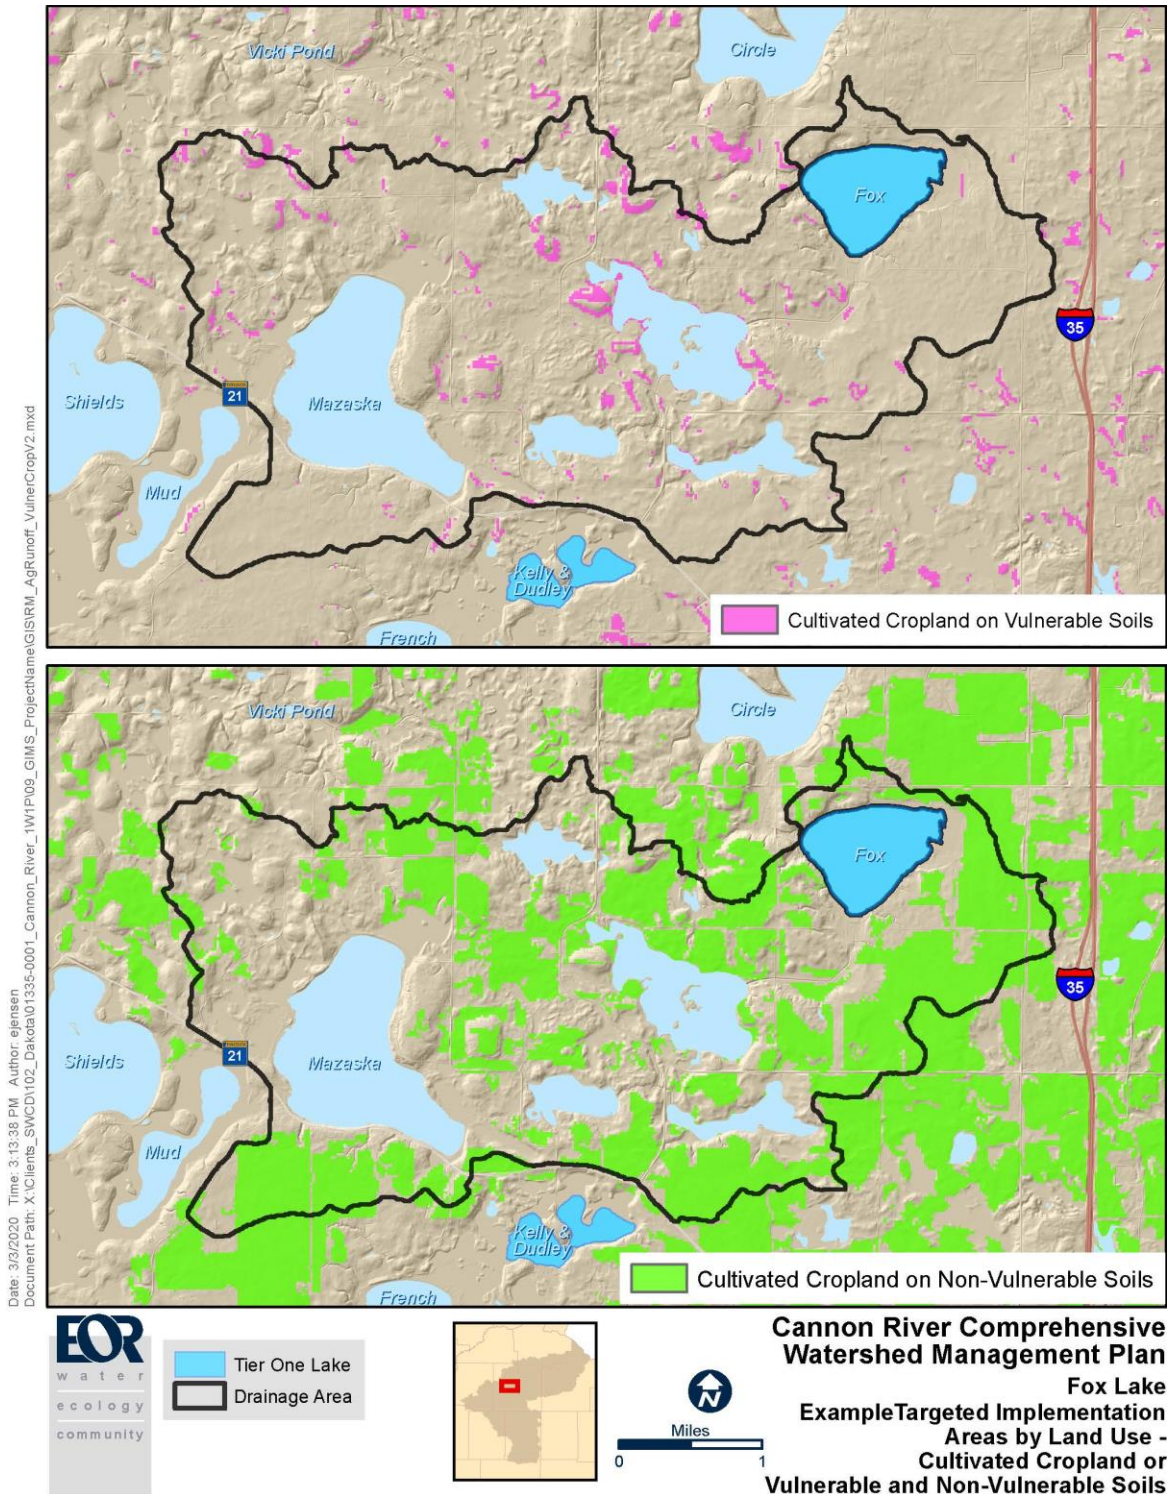 Vicki Pond
Circle
Fox
35
21
Shields
Mazaska
Mud
Kelly &
Dudley
French
Cultivated Cropland on Vulnerable Soils
Vicki Pond
Circle
Fox
35
21
Shields
Mazaska
Mud
Kelly &
Dudley
French
Cultivated Cropland on Non-Vulnerable Soils
Date: 3/3/2020 Time: 3:13:38 PM Author: ejensen
Document Path: X:\Clients_SWCD\102_Dakota\01335-0001_Cannon_River_1W1P\09_GIMS_ProjectName\GIS\RM_AgRunoff_VulnerCropV2.mxd
EOR
water
ecology
community
Tier One Lake
Drainage Area
N
Miles
0 1
Cannon River Comprehensive
Watershed Management Plan
Fox Lake
ExampleTargeted Implementation
Areas by Land Use -
Cultivated Cropland or
Vulnerable and Non-Vulnerable Soils